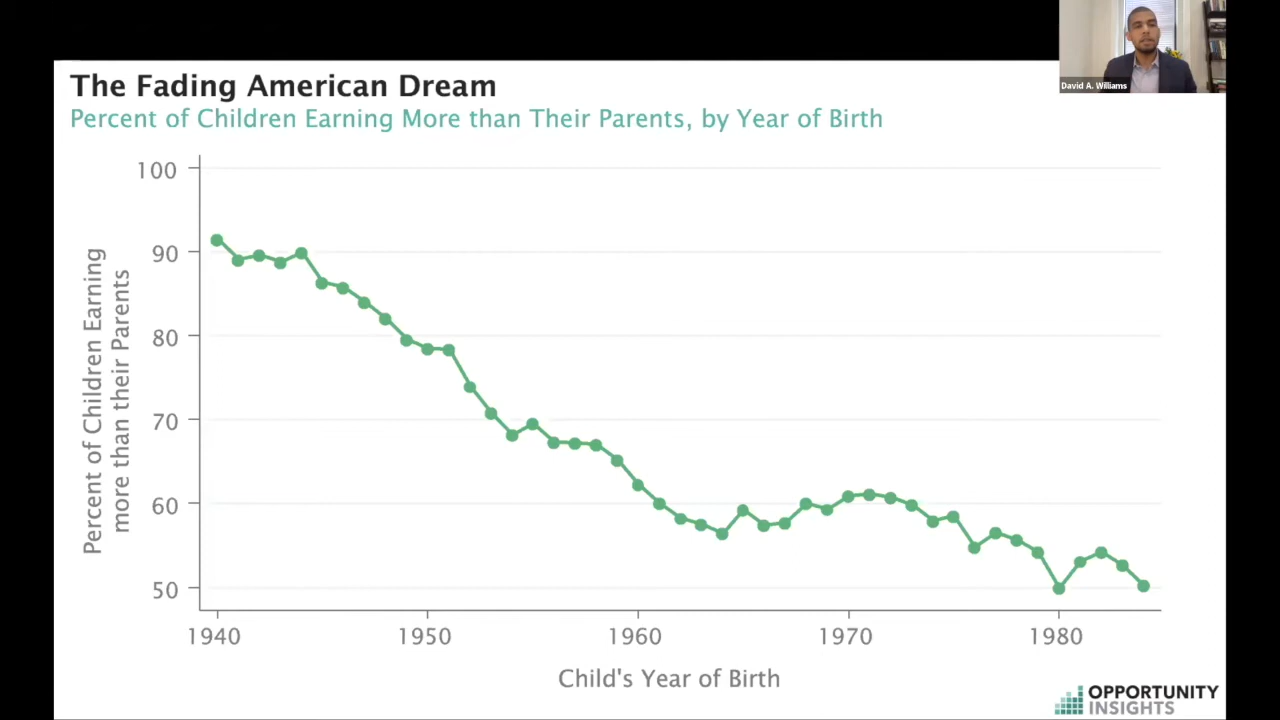 The Fading American Dream
Percent of Children Earning More than Their Parents, by Year of Birth
David A. Williams
Percent of Children Earning
more than their Parents
100
90
80
70
60
50
1940
1950
1960
1970
1980
Child's Year of Birth
OPPORTUNITY
INSIGHTS